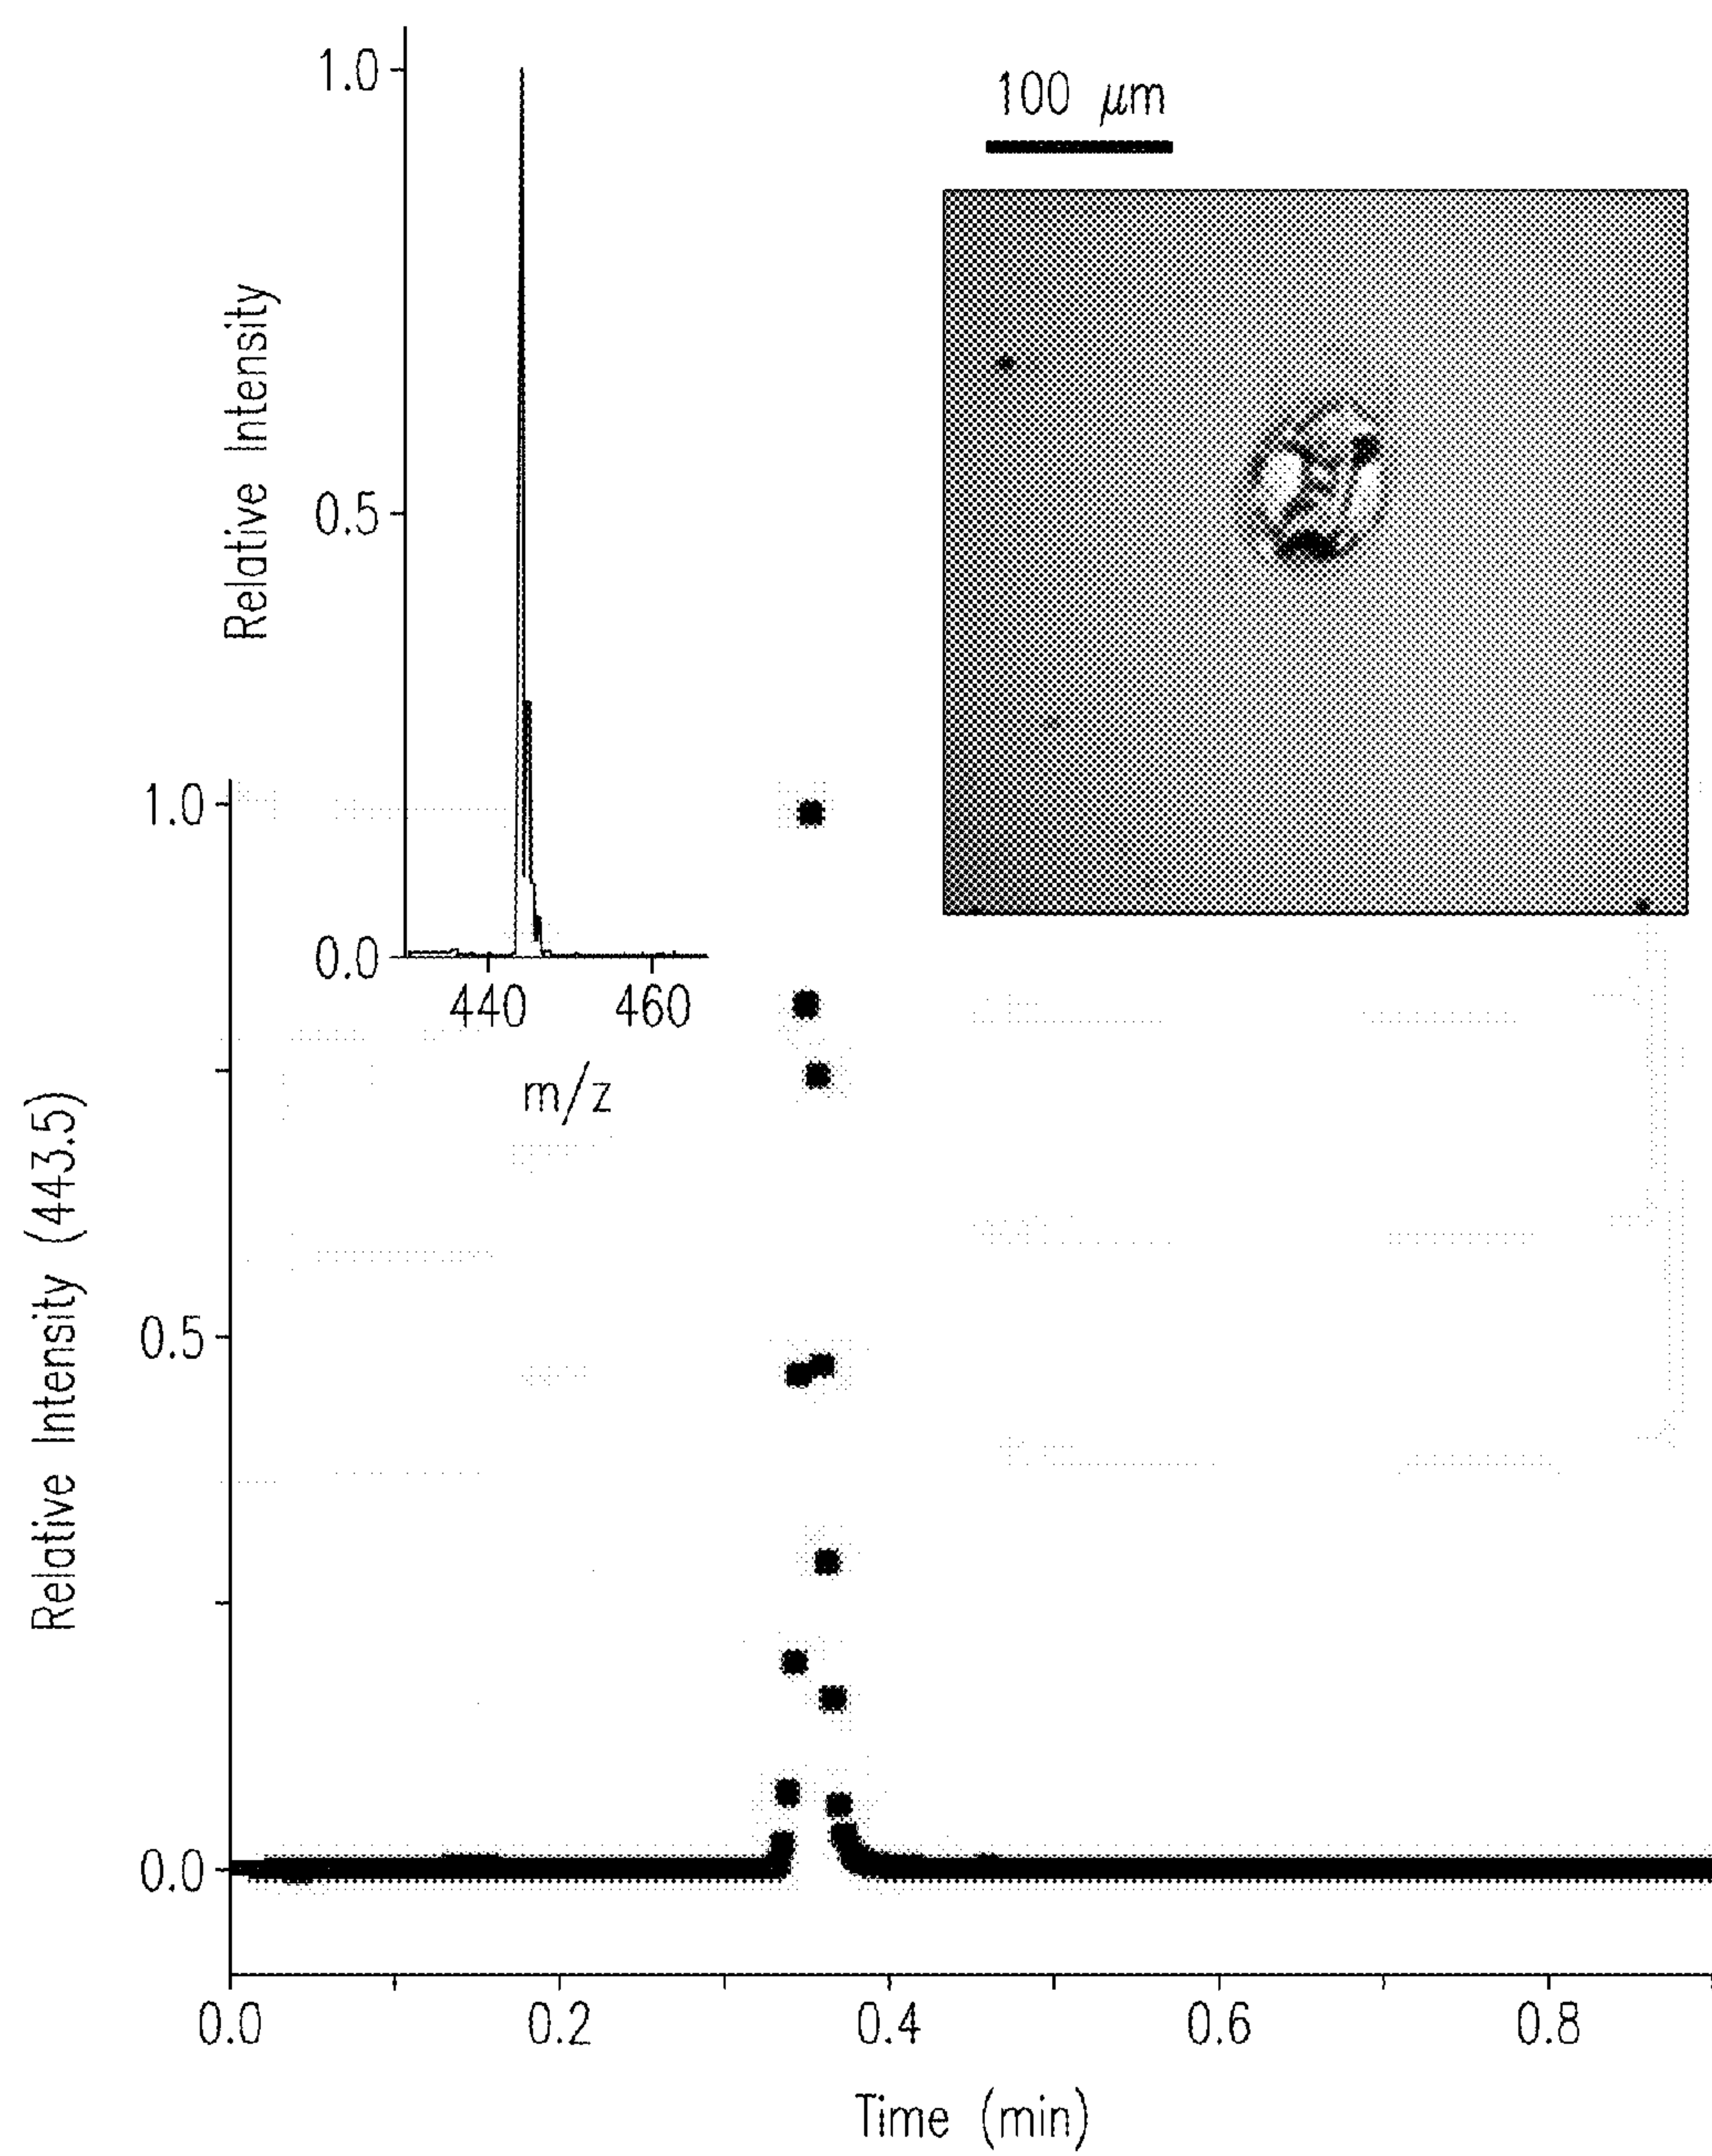 1.0
0.5
0.0
Relative Intensity
440 460
m/z
100 μm
1.0
0.5
0.0
Relative Intensity (443.5)
0.0 0.2 0.4 0.6 0.8
Time (min)